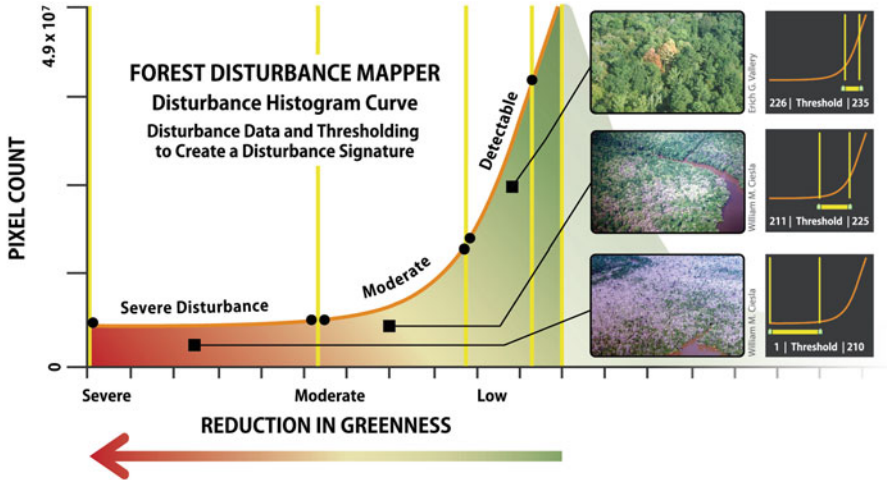 4.9 x 10⁷
PIXEL COUNT
0
FOREST DISTURBANCE MAPPER
Disturbance Histogram Curve
Disturbance Data and Thresholding
to Create a Disturbance Signature
Severe Disturbance
Moderate
Detectable
Erich G. Vallery
226 | Threshold | 235
William M. Ciesla
211 | Threshold | 225
William M. Ciesla
1 | Threshold | 210
Severe
Moderate
Low
REDUCTION IN GREENNESS